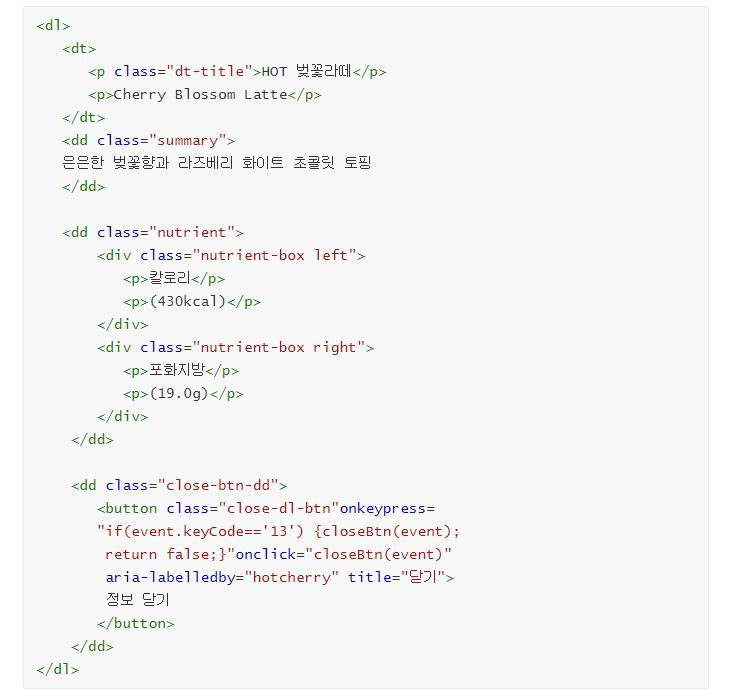 <dl>
<dt>
<p class="dt-title">HOT 벚꽃라떼</p>
<p>Cherry Blossom Latte</p>
</dt>
<dd class="summary">
은은한 벚꽃향과 라즈베리 화이트 초콜릿 토핑
</dd>
<dd class="nutrient">
<div class="nutrient-box left">
<p>칼로리</p>
<p>(430kcal)</p>
</div>
<div class="nutrient-box right">
<p>포화지방</p>
<p>(19.0g)</p>
</div>
</dd>
<dd class="close-btn-dd">
<button class="close-dl-btn"onkeypress=
"if(event.keyCode=='13') {closeBtn(event);
return false;}"onclick="closeBtn(event)"
aria-labelledby="hotcherry" title="닫기">
정보 닫기
</button>
</dd>
</dl>